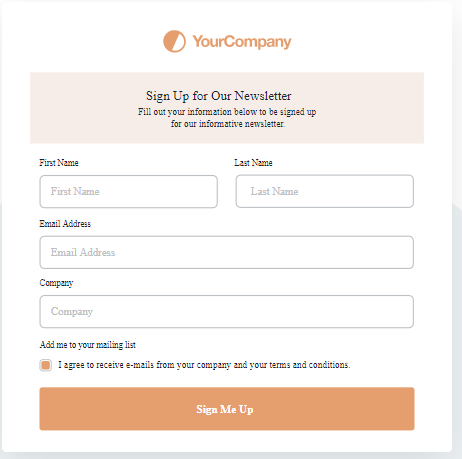 YourCompany
Sign Up for Our Newsletter
Fill out your information below to be signed up
for our informative newsletter.
First Name
Last Name
First Name
Last Name
Email Address
Email Address
Company
Company
Add me to your mailing list
I agree to receive e-mails from your company and your terms and conditions.
Sign Me Up